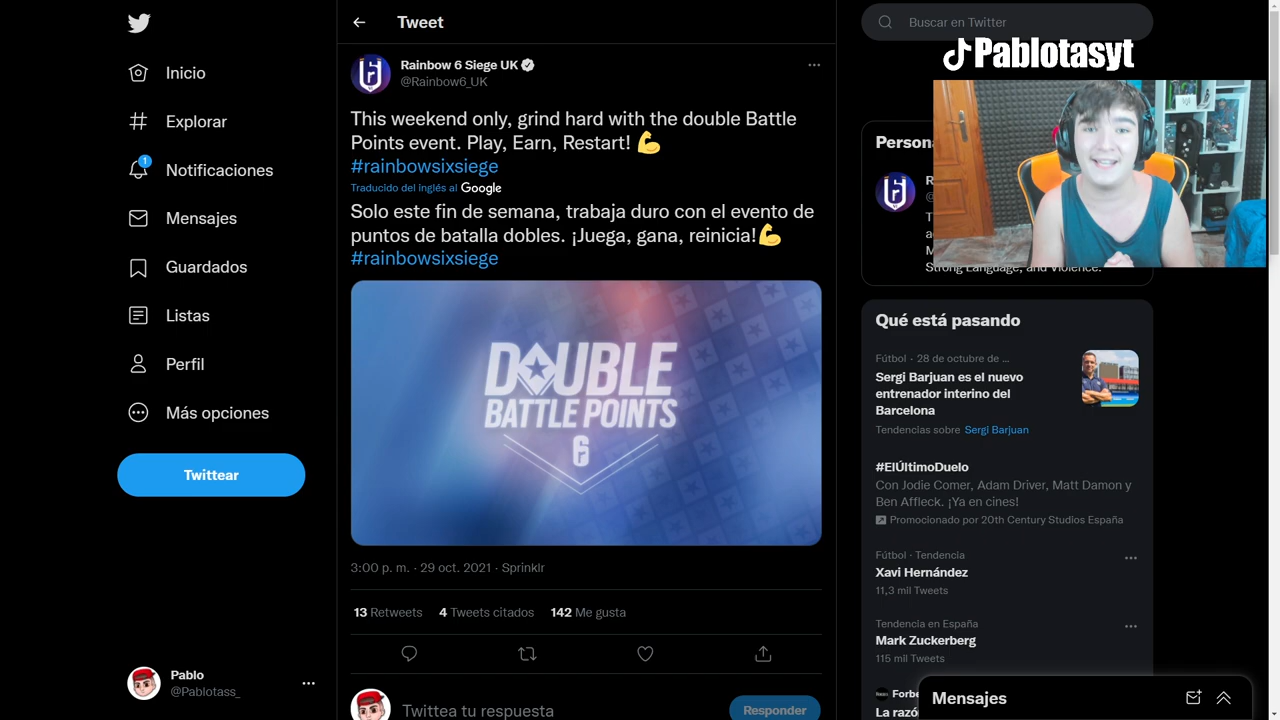 Inicio
Explorar
1
Notificaciones
Mensajes
Guardados
Listas
Perfil
Más opciones
Twittear
Pablo
@Pablotass_
Tweet
Rainbow 6 Siege UK
@Rainbow6_UK
This weekend only, grind hard with the double Battle
Points event. Play, Earn, Restart! 💪
#rainbowsixsiege
Traducido del inglés al Google
Solo este fin de semana, trabaja duro con el evento de
puntos de batalla dobles. ¡Juega, gana, reinicia!💪
#rainbowsixsiege
DOUBLE
BATTLE POINTS
6
3:00 p. m. · 29 oct. 2021 · Sprinklr
13 Retweets 4 Tweets citados 142 Me gusta
Twittea tu respuesta
Responder
Buscar en Twitter
Pablotasyt
Strong Language, and Violence.
Qué está pasando
Fútbol · 28 de octubre de ...
Sergi Barjuan es el nuevo
entrenador interino del
Barcelona
Tendencias sobre Sergi Barjuan
#ElÚltimoDuelo
Con Jodie Comer, Adam Driver, Matt Damon y
Ben Affleck. ¡Ya en cines!
Promocionado por 20th Century Studios España
Fútbol · Tendencia
Xavi Hernández
11,3 mil Tweets
Tendencia en España
Mark Zuckerberg
115 mil Tweets
Mensajes